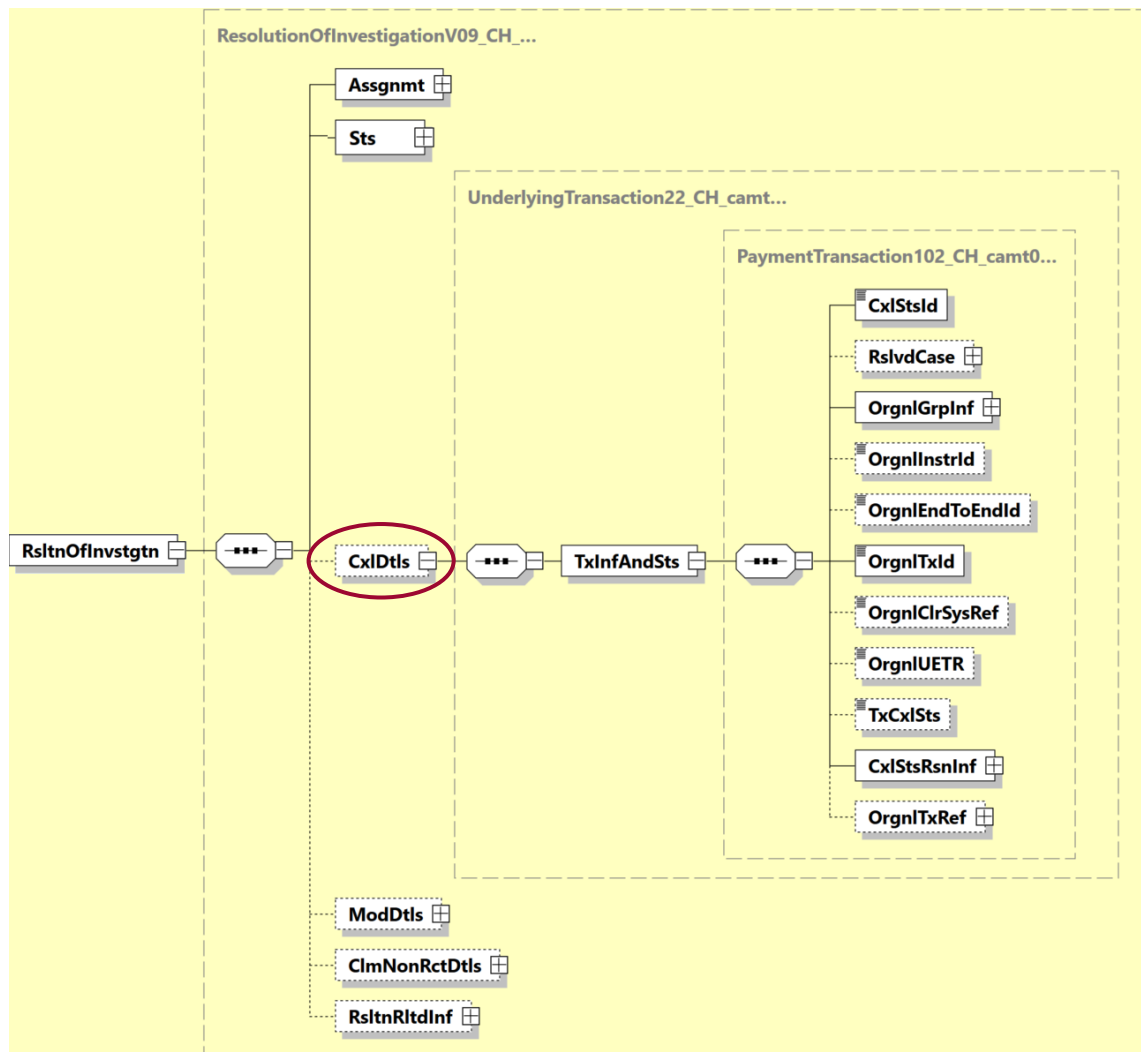 ResolutionOfInvestigationV09_CH_...
Assgnmt
Sts
UnderlyingTransaction22_CH_camt...
PaymentTransaction102_CH_camt0...
CxlStsId
RslvdCase
OrgnlGrpInf
OrgnlInstrId
OrgnlEndToEndId
RsltnOfInvstgtn
CxlDtls
TxInfAndSts
OrgnlTxId
OrgnlClrSysRef
OrgnlUETR
TxCxlSts
CxlStsRsnInf
OrgnlTxRef
ModDtls
ClmNonRctDtls
RsltnRltdInf